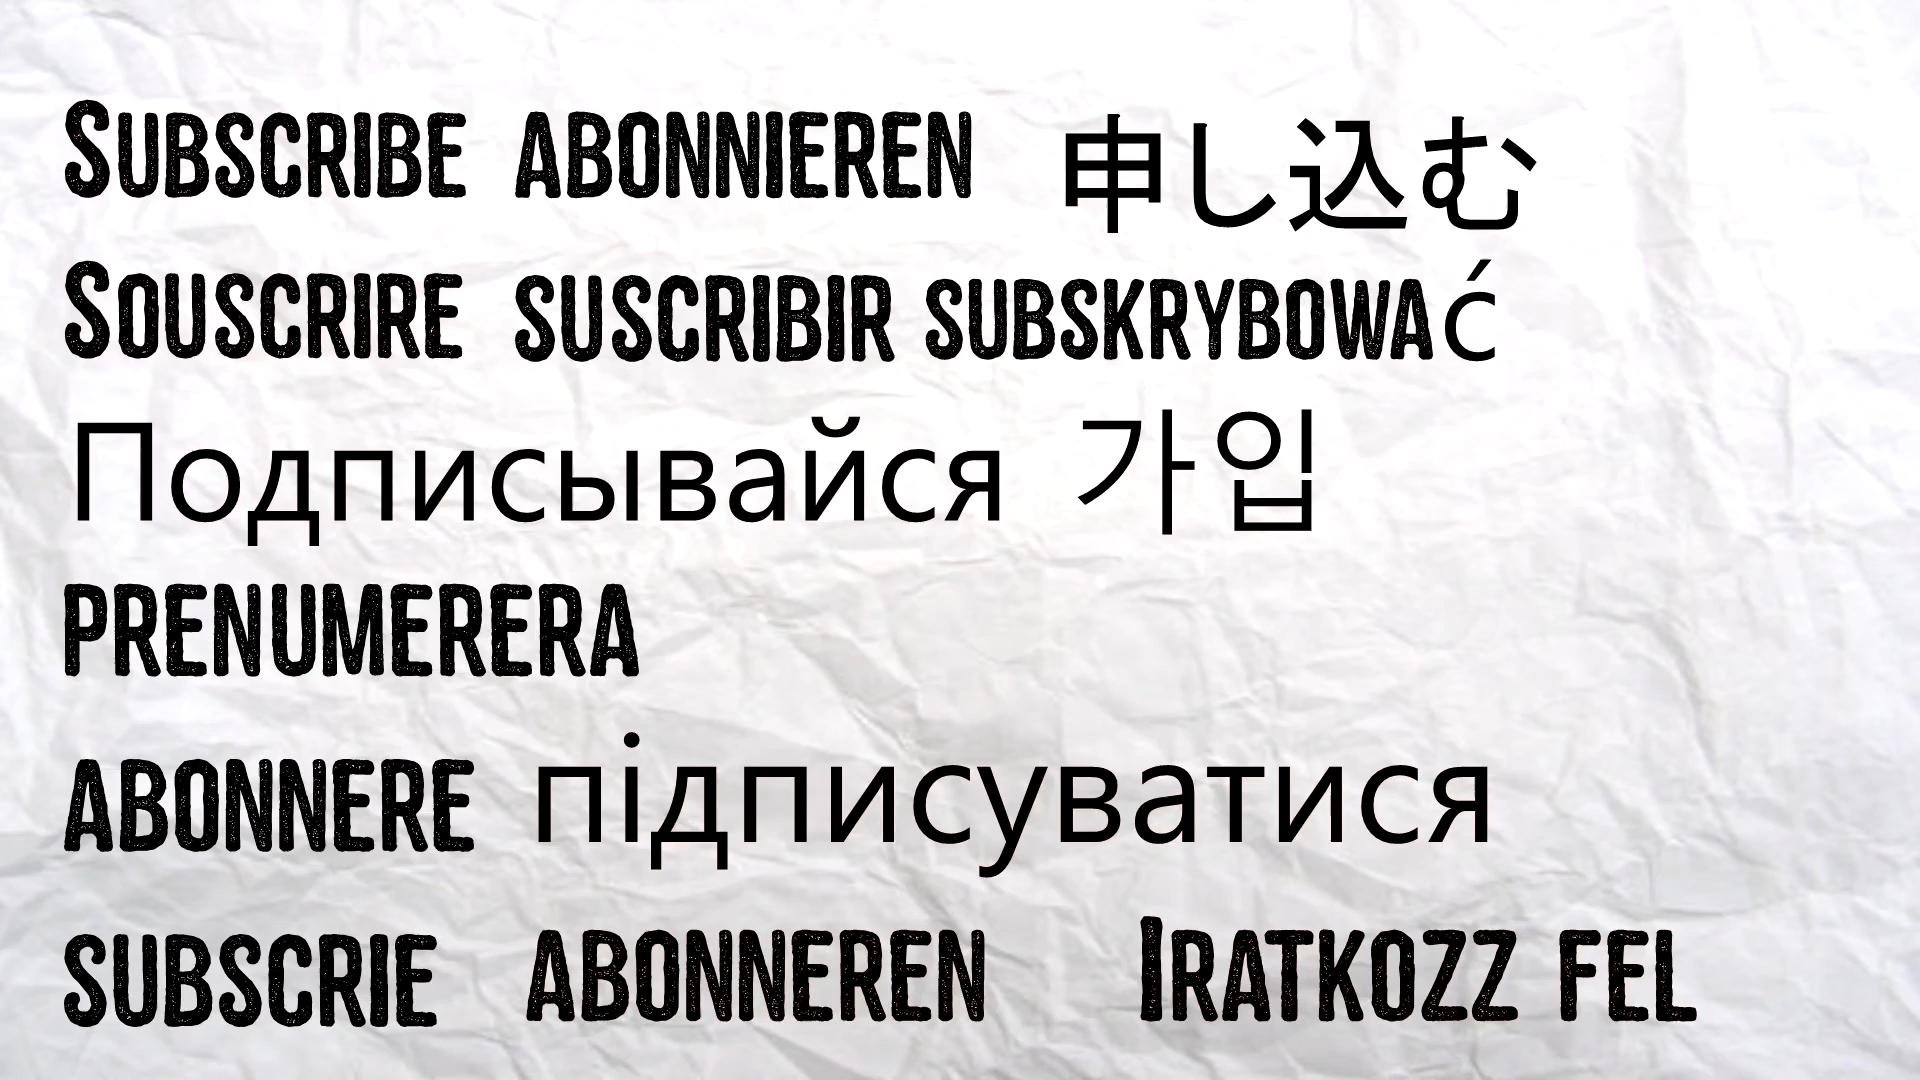 Subscribe abonnieren 申し込む
Souscrire suscribir subskrybować
Подписывайся 가입
prenumerera
abonnere підписуватися
subscrie abonneren Iratkozz fel